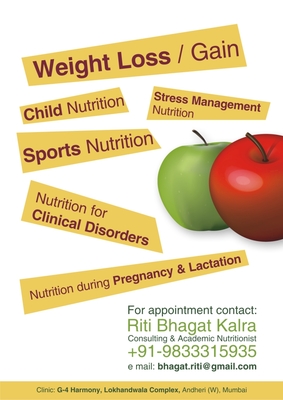 Weight Loss / Gain
Child Nutrition
Stress Management
Nutrition
Sports Nutrition
Nutrition for
Clinical Disorders
Nutrition during Pregnancy & Lactation
For appointment contact:
Riti Bhagat Kalra
Consulting & Academic Nutritionist
+91-9833315935
e mail: bhagat.riti@gmail.com
Clinic: G-4 Harmony, Lokhandwala Complex, Andheri (W), Mumbai